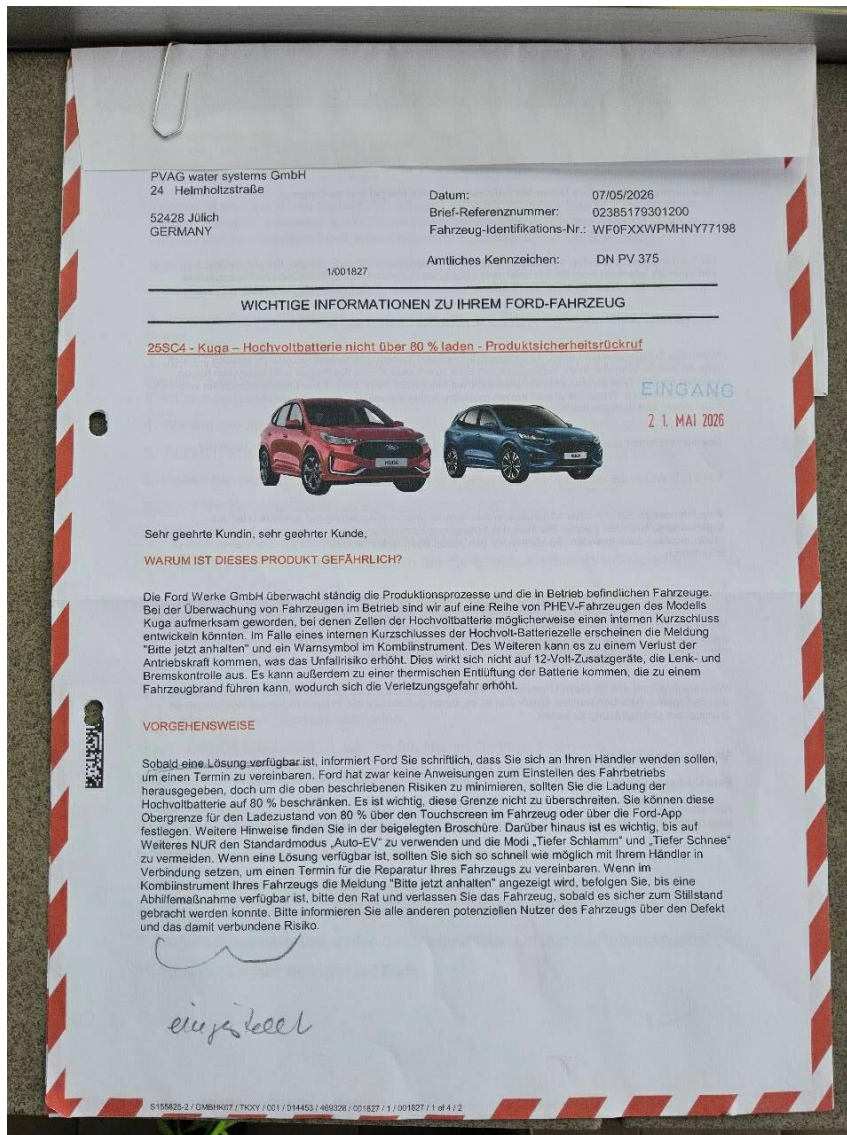 PVAG water systems GmbH
24 Helmholtzstraße
52428 Jülich
GERMANY
Datum: 07/05/2026
Brief-Referenznummer: 02385179301200
Fahrzeug-Identifikations-Nr.: WF0FXXWPMHNY77198
Amtliches Kennzeichen: DN PV 375
1/001827
WICHTIGE INFORMATIONEN ZU IHREM FORD-FAHRZEUG
25SC4 - Kuga – Hochvoltbatterie nicht über 80 % laden - Produktsicherheitsrückruf
EINGANG
21. MAI 2026
Sehr geehrte Kundin, sehr geehrter Kunde,
WARUM IST DIESES PRODUKT GEFÄHRLICH?
Die Ford Werke GmbH überwacht ständig die Produktionsprozesse und die in Betrieb befindlichen Fahrzeuge.
Bei der Überwachung von Fahrzeugen im Betrieb sind wir auf eine Reihe von PHEV-Fahrzeugen des Modells
Kuga aufmerksam geworden, bei denen Zellen der Hochvoltbatterie möglicherweise einen internen Kurzschluss
entwickeln könnten. Im Falle eines internen Kurzschlusses der Hochvolt-Batteriezelle erscheinen die Meldung
"Bitte jetzt anhalten" und ein Warnsymbol im Kombiinstrument. Des Weiteren kann es zu einem Verlust der
Antriebskraft kommen, was das Unfallrisiko erhöht. Dies wirkt sich nicht auf 12-Volt-Zusatzgeräte, die Lenk- und
Bremskontrolle aus. Es kann außerdem zu einer thermischen Entlüftung der Batterie kommen, die zu einem
Fahrzeugbrand führen kann, wodurch sich die Verletzungsgefahr erhöht.
VORGEHENSWEISE
Sobald eine Lösung verfügbar ist, informiert Ford Sie schriftlich, dass Sie sich an Ihren Händler wenden sollen,
um einen Termin zu vereinbaren. Ford hat zwar keine Anweisungen zum Einstellen des Fahrbetriebs
herausgegeben, doch um die oben beschriebenen Risiken zu minimieren, sollten Sie die Ladung der
Hochvoltbatterie auf 80 % beschränken. Es ist wichtig, diese Grenze nicht zu überschreiten. Sie können diese
Obergrenze für den Ladezustand von 80 % über den Touchscreen im Fahrzeug oder über die Ford-App
festlegen. Weitere Hinweise finden Sie in der beigelegten Broschüre. Darüber hinaus ist es wichtig, bis auf
Weiteres NUR den Standardmodus „Auto-EV“ zu verwenden und die Modi „Tiefer Schlamm“ und „Tiefer Schnee“
zu vermeiden. Wenn eine Lösung verfügbar ist, sollten Sie sich so schnell wie möglich mit Ihrem Händler in
Verbindung setzen, um einen Termin für die Reparatur Ihres Fahrzeugs zu vereinbaren. Wenn im
Kombiinstrument Ihres Fahrzeugs die Meldung "Bitte jetzt anhalten" angezeigt wird, befolgen Sie, bis eine
Abhilfemaßnahme verfügbar ist, bitte den Rat und verlassen Sie das Fahrzeug, sobald es sicher zum Stillstand
gebracht werden konnte. Bitte informieren Sie alle anderen potenziellen Nutzer des Fahrzeugs über den Defekt
und das damit verbundene Risiko.
eingestellt
S155825-2 / GMBHK07 / TKXY / 001 / 014453 / 469328 / 001827 / 1 / 001827 / 1 of 4 / 2